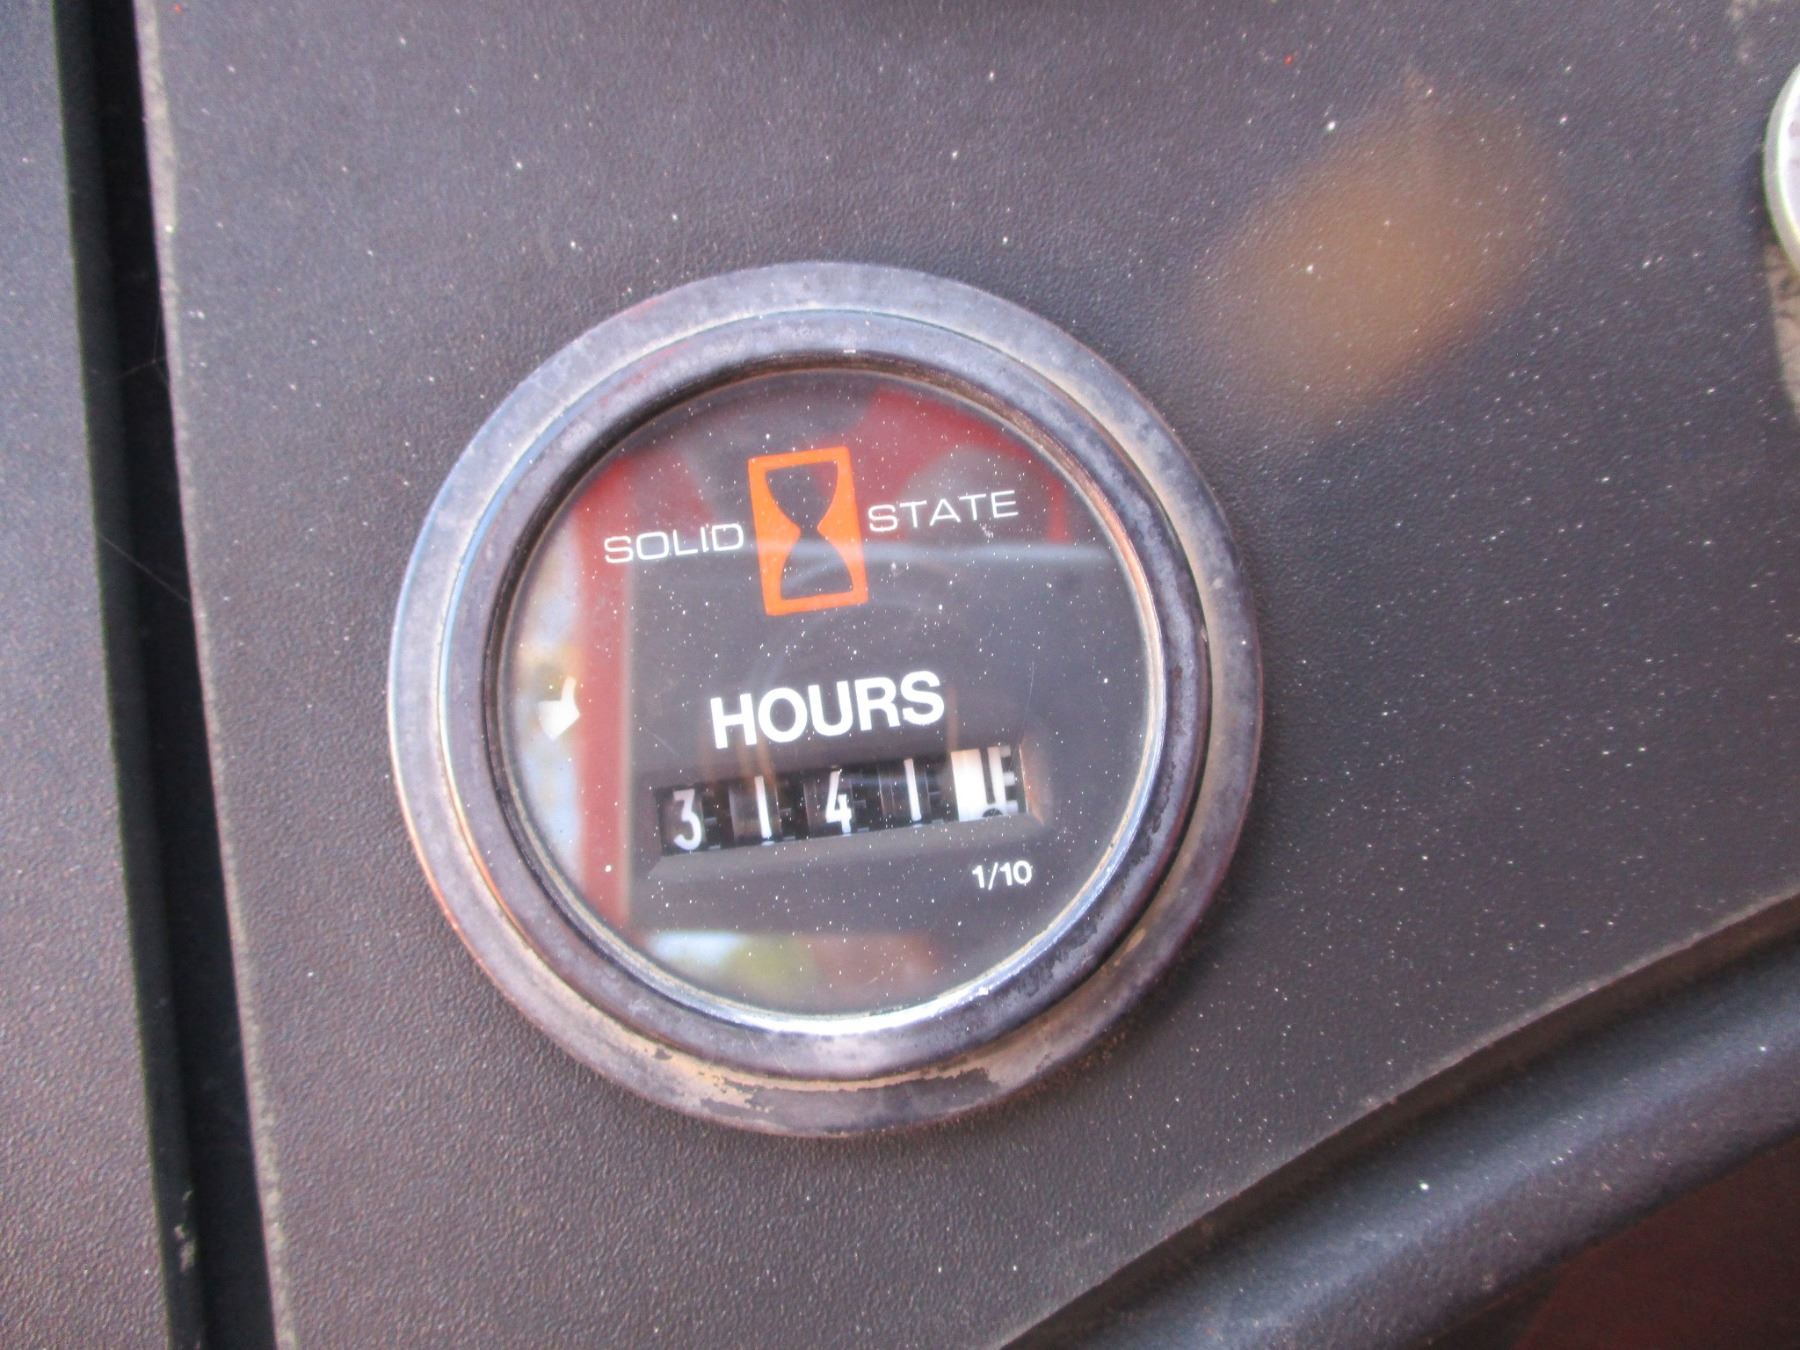 SOLID STATE
HOURS
3141
1/10